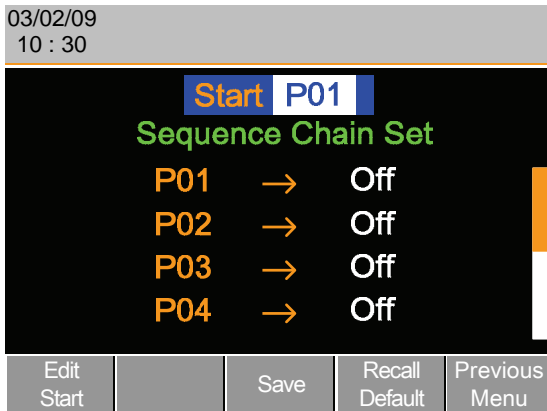 03/02/09
10 : 30
Start P01
Sequence Chain Set
P01 → Off
P02 → Off
P03 → Off
P04 → Off
Edit Start
Save
Recall Default
Previous Menu